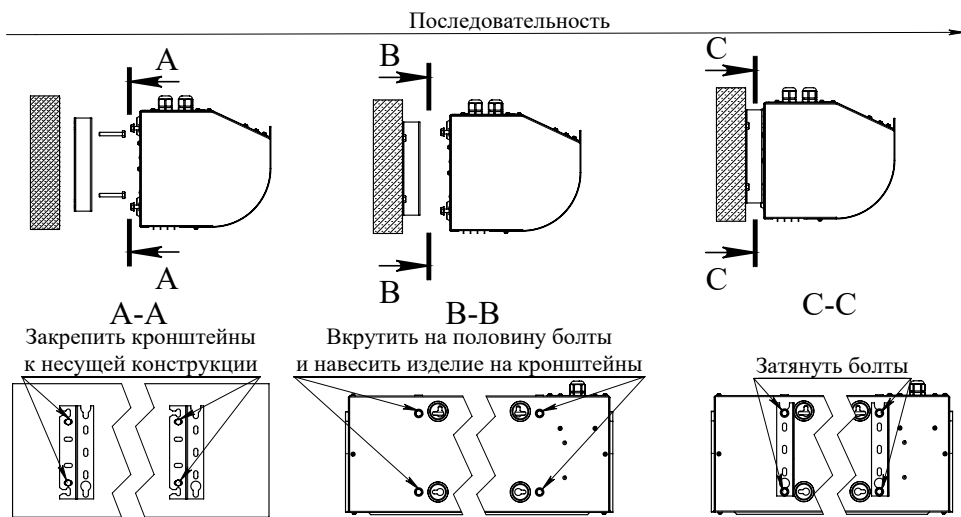 Последовательность
A
B
C
A
B
C
A-A
B-B
C-C
Закрепить кронштейны
к несущей конструкции
Вкрутить на половину болты
и навесить изделие на кронштейны
Затянуть болты